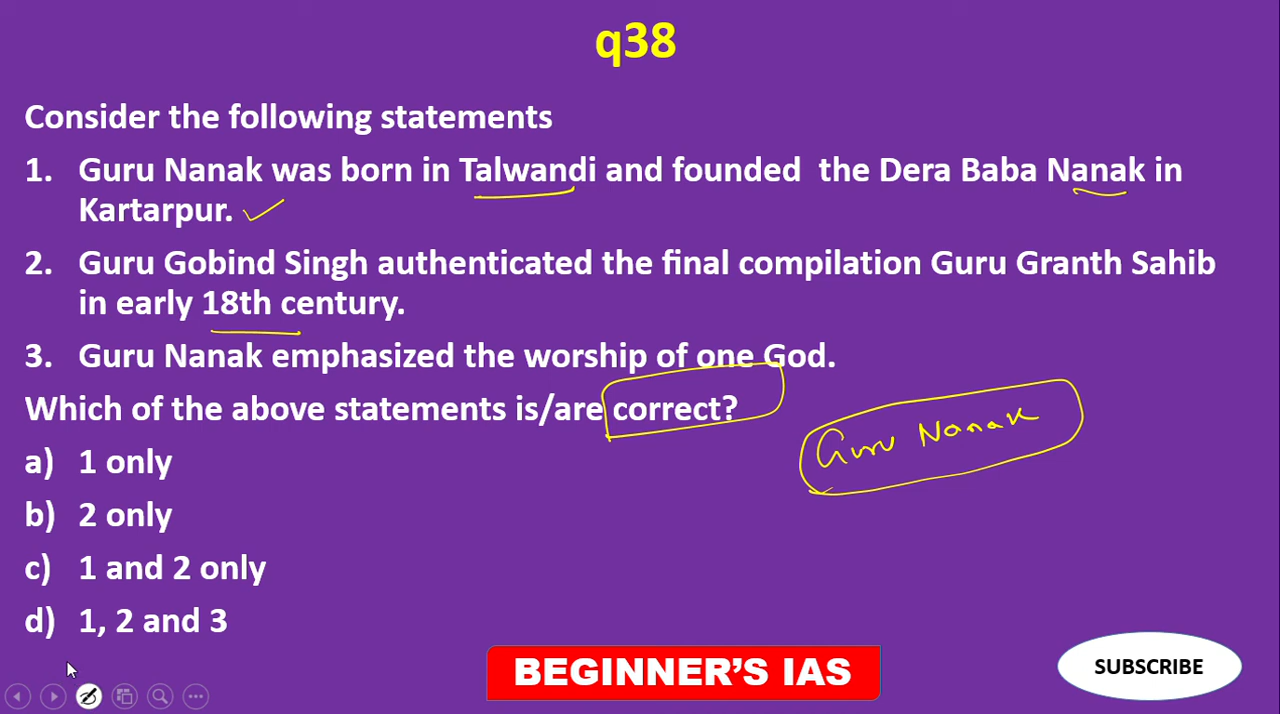 q38
Consider the following statements
1. Guru Nanak was born in Talwandi and founded the Dera Baba Nanak in
Kartarpur.
2. Guru Gobind Singh authenticated the final compilation Guru Granth Sahib
in early 18th century.
3. Guru Nanak emphasized the worship of one God.
Which of the above statements is/are correct?
Guru Nanak
a) 1 only
b) 2 only
c) 1 and 2 only
d) 1, 2 and 3
BEGINNER'S IAS
SUBSCRIBE